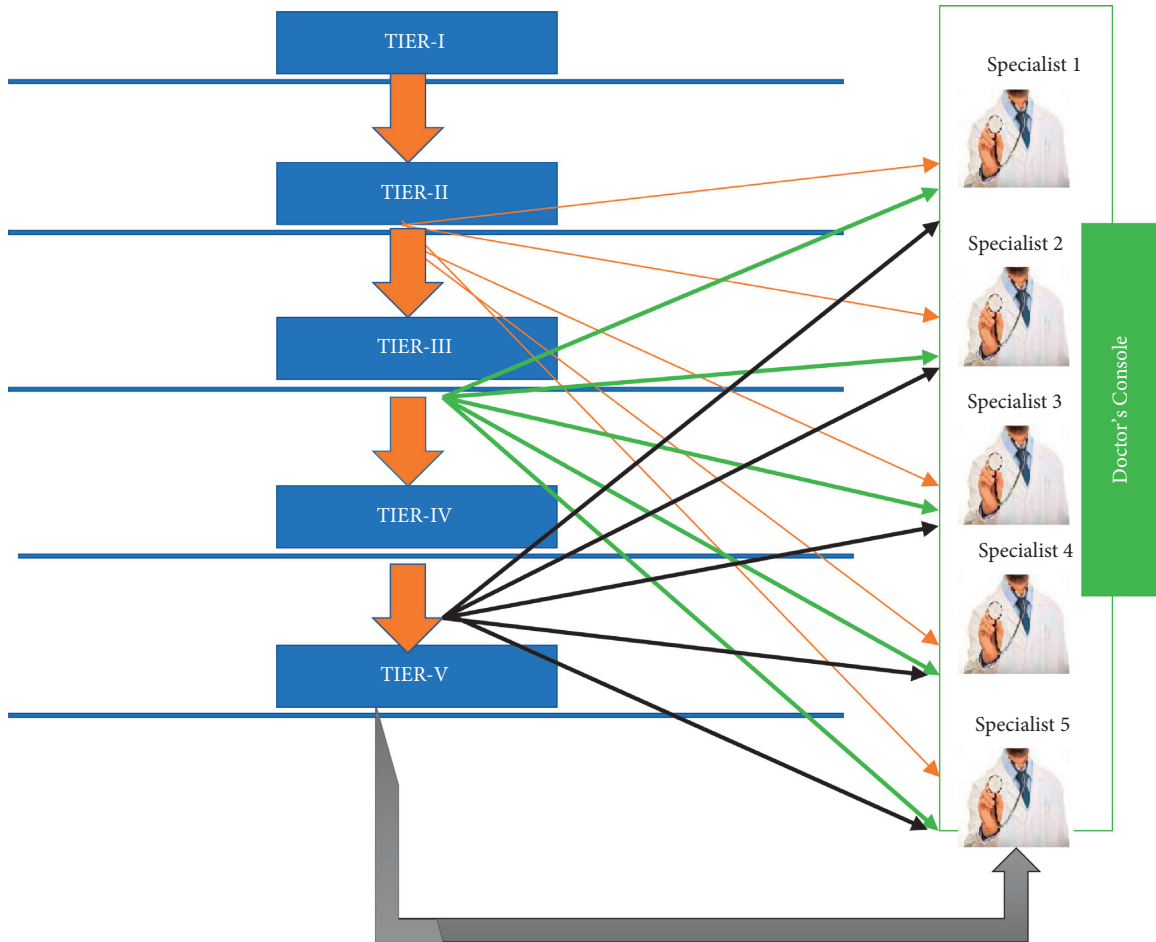 TIER-I
TIER-II
TIER-III
TIER-IV
TIER-V
Specialist 1
Specialist 2
Specialist 3
Specialist 4
Specialist 5
Doctor's Console